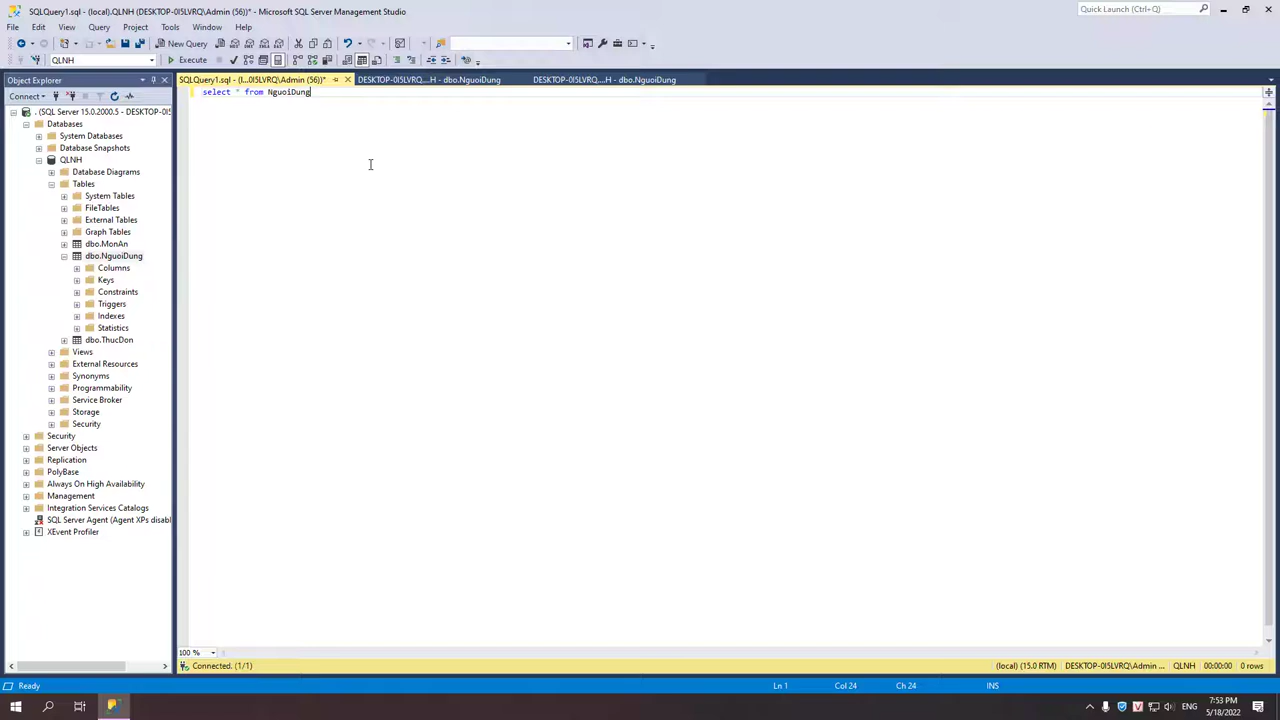 SQLQuery1.sql - (local).QLNH (DESKTOP-0I5LVRQ\Admin (56))* - Microsoft SQL Server Management Studio
Quick Launch (Ctrl+Q)
File Edit View Query Project Tools Window Help
New Query
QLNH
Execute
Object Explorer
SQLQuery1.sql - (l...0I5LVRQ\Admin (56))*
DESKTOP-0I5LVRQ....H - dbo.NguoiDung
DESKTOP-0I5LVRQ....H - dbo.NguoiDung
Connect
select * from NguoiDung
. (SQL Server 15.0.2000.5 - DESKTOP-0I5
Databases
System Databases
Database Snapshots
QLNH
Database Diagrams
Tables
System Tables
FileTables
External Tables
Graph Tables
dbo.MonAn
dbo.NguoiDung
Columns
Keys
Constraints
Triggers
Indexes
Statistics
dbo.ThucDon
Views
External Resources
Synonyms
Programmability
Service Broker
Storage
Security
Security
Server Objects
Replication
PolyBase
Always On High Availability
Management
Integration Services Catalogs
SQL Server Agent (Agent XPs disabl
XEvent Profiler
100 %
Connected. (1/1)
(local) (15.0 RTM)
DESKTOP-0I5LVRQ\Admin ...
QLNH
00:00:00
0 rows
Ready
Ln 1
Col 24
Ch 24
INS
ENG
7:53 PM
5/18/2022